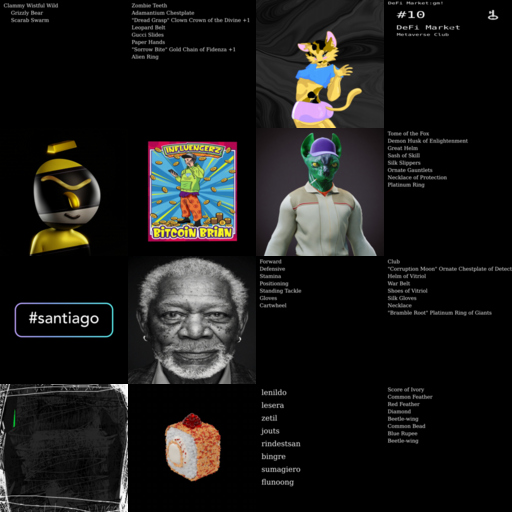 Clammy Wistful Wild
Grizzly Bear
Scarab Swarm
Zombie Teeth
Adamantium Chestplate
"Dread Grasp" Clown Crown of the Divine +1
Leopard Belt
Gucci Slides
Paper Hands
"Sorrow Bite" Gold Chain of Fidenza +1
Alien Ring
DeFi Market:gm!
#10
DeFi Market
Metaverse Club
INFLUENCERZ
BITCOIN BRIAN
Tome of the Fox
Demon Husk of Enlightenment
Great Helm
Sash of Skill
Silk Slippers
Ornate Gauntlets
Necklace of Protection
Platinum Ring
#santiago
Forward
Defensive
Stamina
Positioning
Standing Tackle
Gloves
Cartwheel
Club
"Corruption Moon" Ornate Chestplate of Detect
Helm of Vitriol
War Belt
Shoes of Vitriol
Silk Gloves
Necklace
"Bramble Root" Platinum Ring of Giants
lenildo
lesera
zetil
jouts
rindestsan
bingre
sumagiero
flunoong
Score of Ivory
Common Feather
Red Feather
Diamond
Beetle-wing
Common Bead
Blue Rupee
Beetle-wing